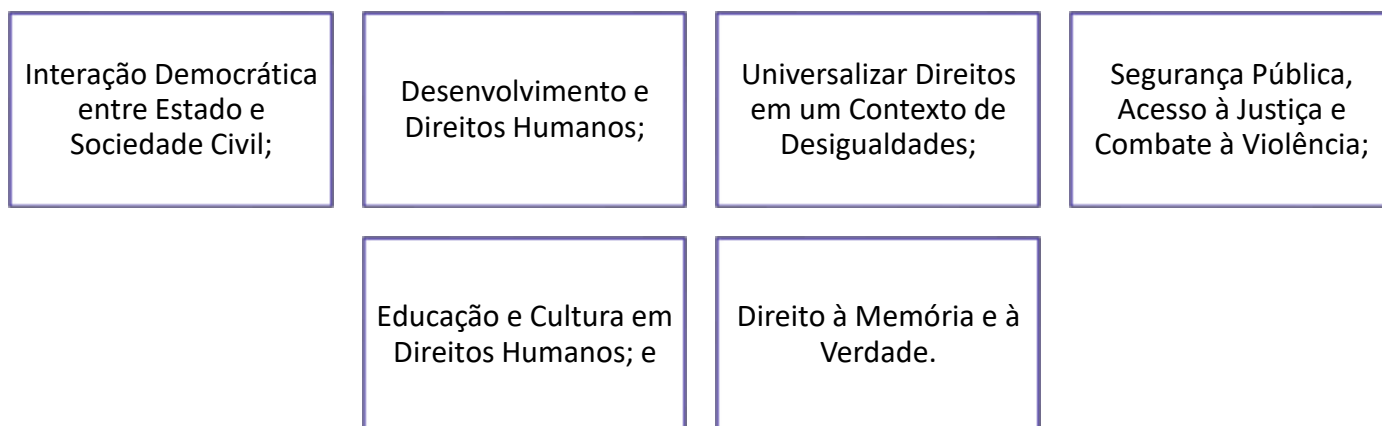 Interação Democrática
entre Estado e
Sociedade Civil;
Desenvolvimento e
Direitos Humanos;
Universalizar Direitos
em um Contexto de
Desigualdades;
Segurança Pública,
Acesso à Justiça e
Combate à Violência;
Educação e Cultura em
Direitos Humanos; e
Direito à Memória e à
Verdade.